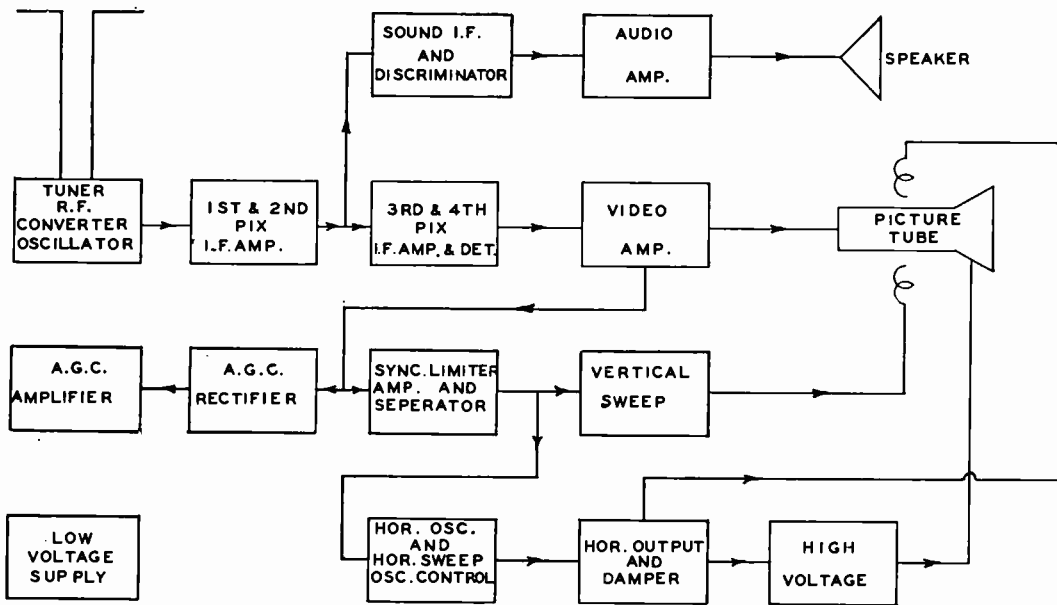 SOUND I.F.
AND
DISCRIMINATOR
AUDIO
AMP.
SPEAKER
TUNER
R.F.
CONVERTER
OSCILLATOR
1ST & 2ND
PIX
I.F. AMP.
3RD & 4TH
PIX
I.F. AMP. & DET.
VIDEO
AMP.
PICTURE
TUBE
A.G.C.
AMPLIFIER
A.G.C.
RECTIFIER
SYNC. LIMITER
AMP. AND
SEPERATOR
VERTICAL
SWEEP
LOW
VOLTAGE
SUPPLY
HOR. OSC.
AND
HOR. SWEEP
OSC. CONTROL
HOR. OUTPUT
AND
DAMPER
HIGH
VOLTAGE